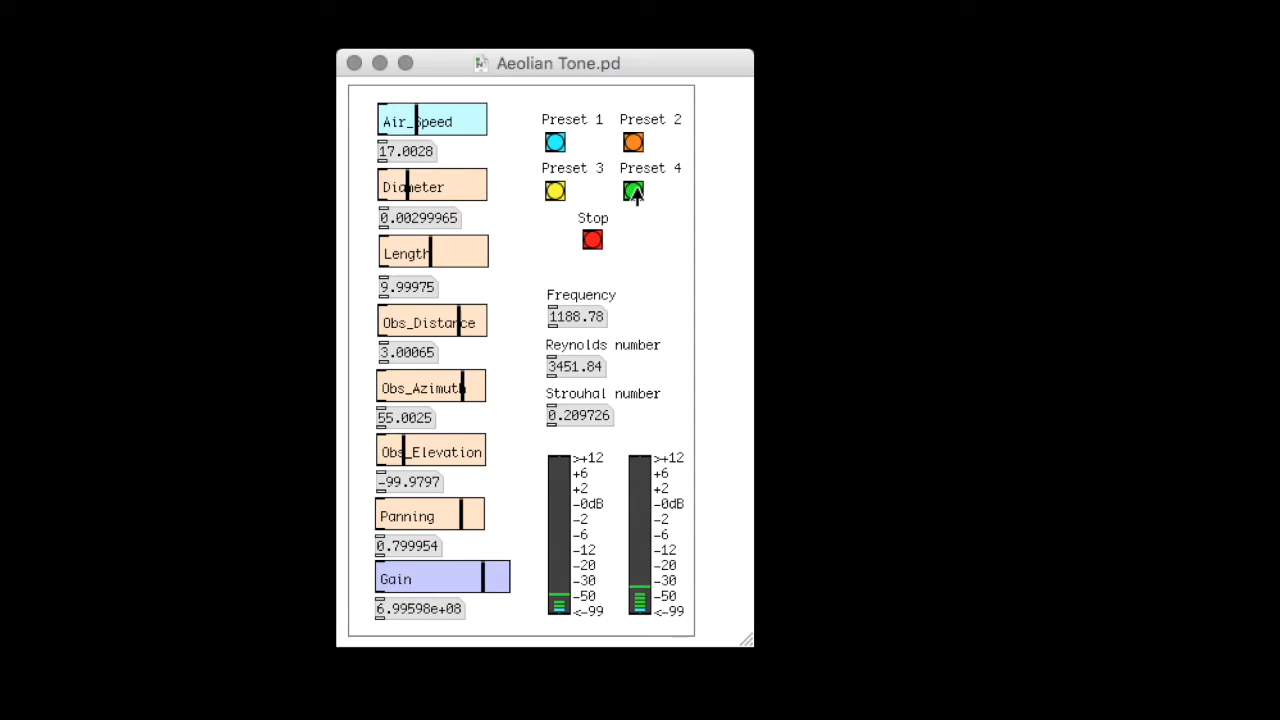 Aeolian Tone.pd
Air_Speed
17.0028
Diameter
0.00299965
Length
9.99975
Obs_Distance
3.00065
Obs_Azimuth
55.0025
Obs_Elevation
-99.9797
Panning
0.799954
Gain
6.99598e+08
Preset 1 Preset 2
Preset 3 Preset 4
Stop
Frequency
1188.78
Reynolds number
3451.84
Strouhal number
0.209726
>+12 >+12
+6 +6
+2 +2
-0dB -0dB
-2 -2
-6 -6
-12 -12
-20 -20
-30 -30
-50 -50
<-99 <-99